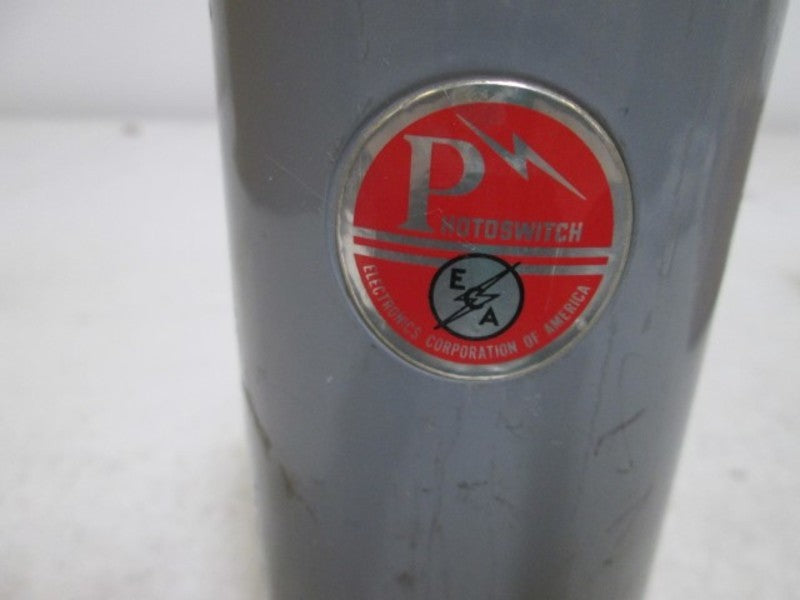 PHOTOSWITCH
E C A
ELECTRONICS CORPORATION OF AMERICA